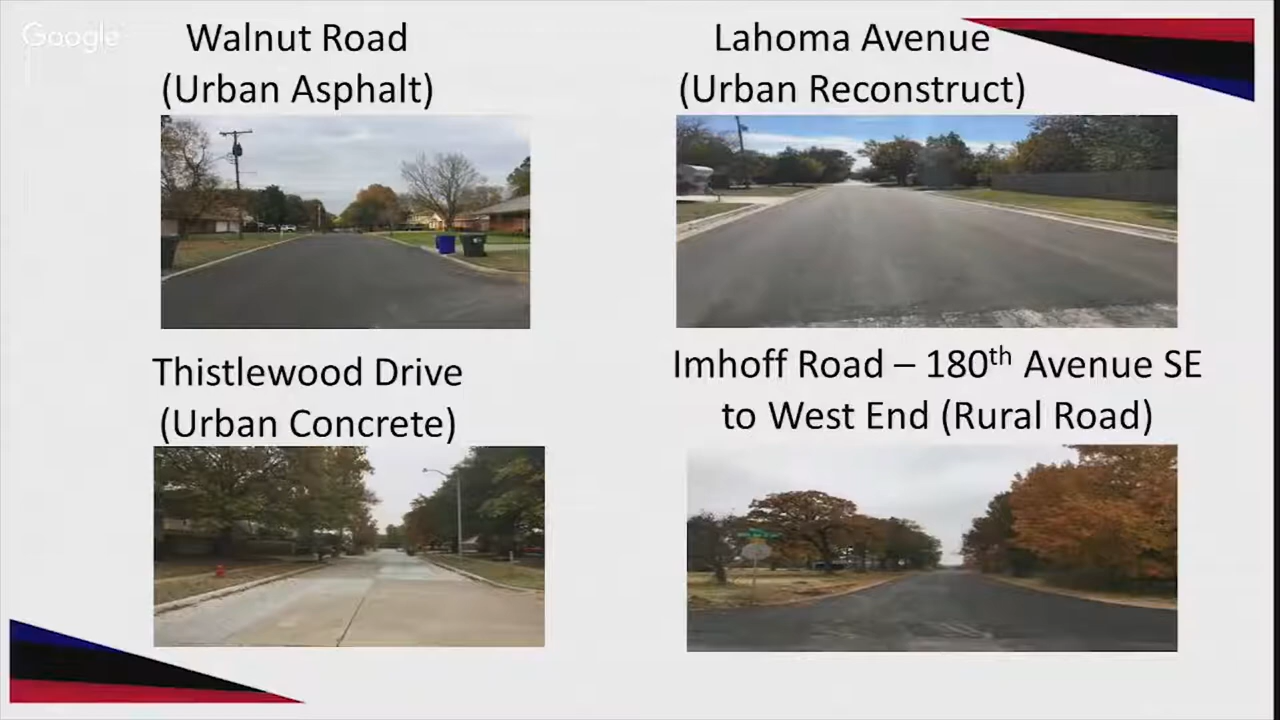 Google
Walnut Road
(Urban Asphalt)
Lahoma Avenue
(Urban Reconstruct)
Thistlewood Drive
(Urban Concrete)
Imhoff Road – 180th Avenue SE
to West End (Rural Road)